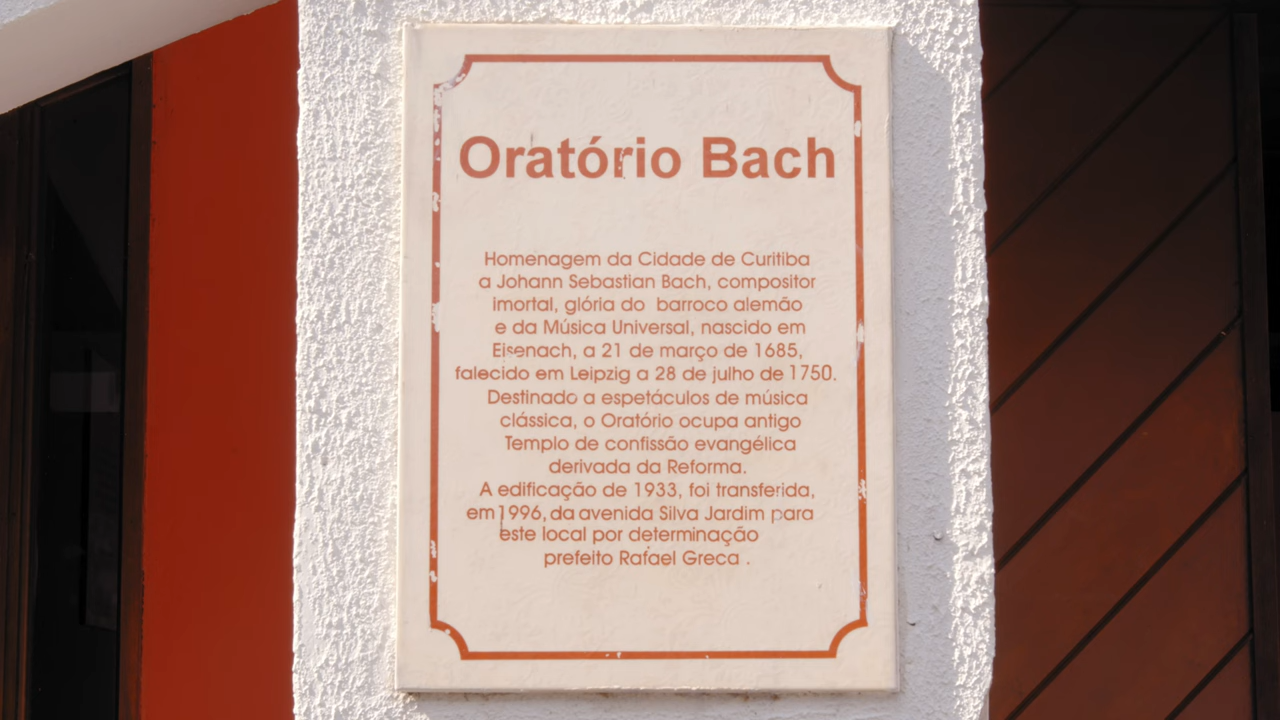 Oratório Bach
Homenagem da Cidade de Curitiba
a Johann Sebastian Bach, compositor
imortal, glória do barroco alemão
e da Música Universal, nascido em
Eisenach, a 21 de março de 1685,
falecido em Leipzig a 28 de julho de 1750.
Destinado a espetáculos de música
clássica, o Oratório ocupa antigo
Templo de confissão evangélica
derivada da Reforma.
A edificação de 1933, foi transferida,
em 1996, da avenida Silva Jardim para
este local por determinação
prefeito Rafael Greca .